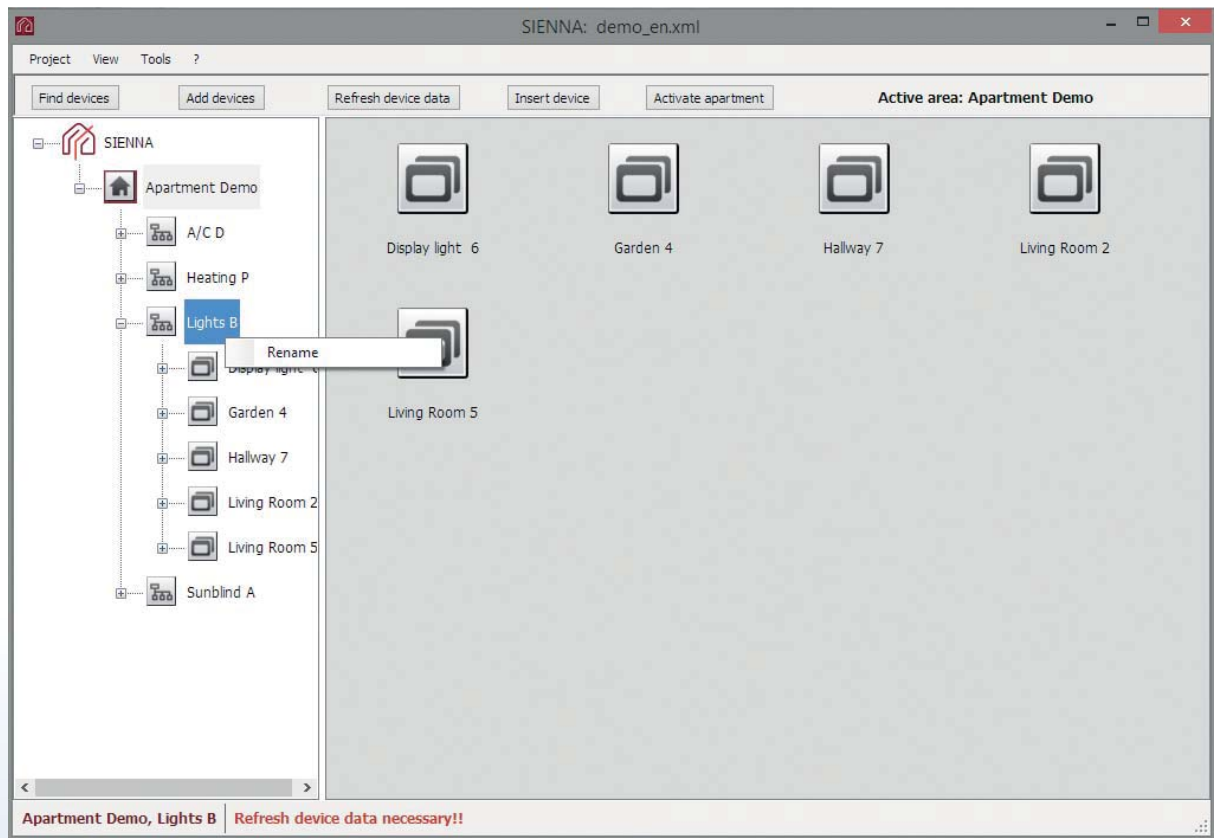 SIENNA: demo_en.xml
Project View Tools ?
Find devices Add devices Refresh device data Insert device Activate apartment Active area: Apartment Demo
SIENNA
Apartment Demo
A/C D
Heating P
Lights B
Rename
Display light
Garden 4
Hallway 7
Living Room 2
Living Room 5
Sunblind A
Display light 6 Garden 4 Hallway 7 Living Room 2
Living Room 5
Apartment Demo, Lights B Refresh device data necessary!!